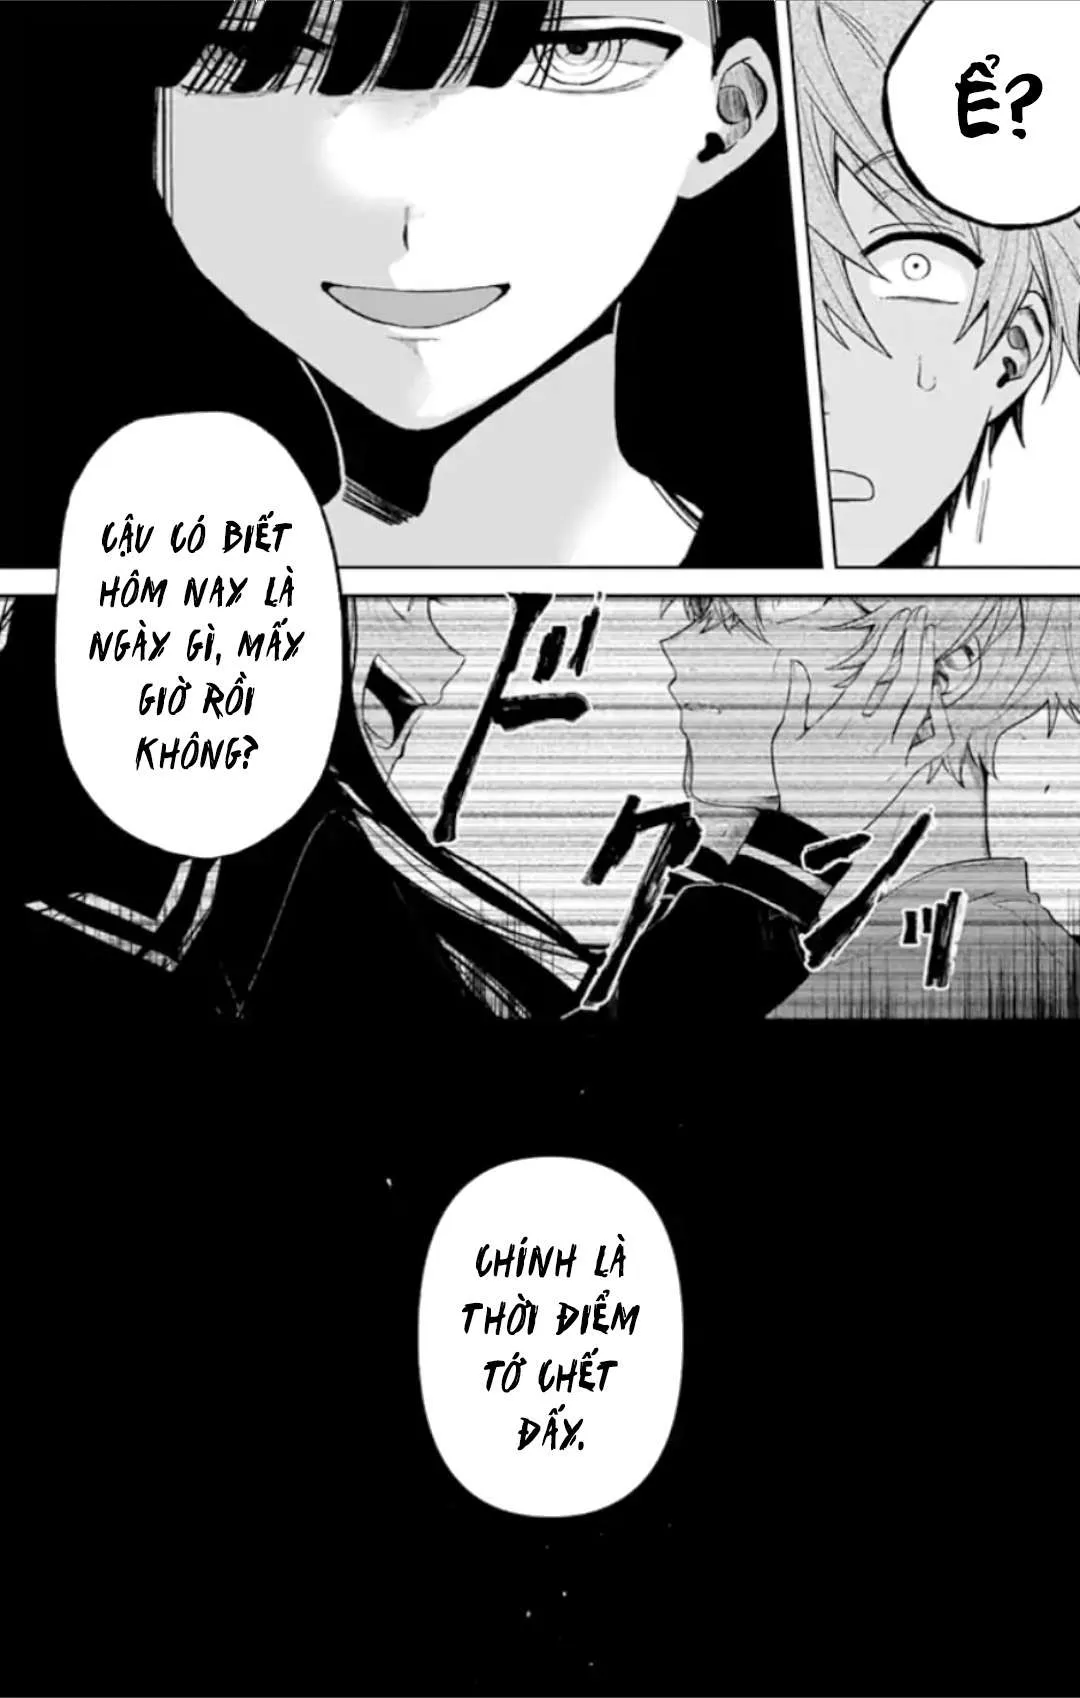 Ể?
CẬU CÓ BIẾT
HÔM NAY LÀ
NGÀY GÌ, MẤY
GIỜ RỒI
KHÔNG?
ドクンッ
CHÍNH LÀ
THỜI ĐIỂM
TỚ CHẾT
ĐẤY.